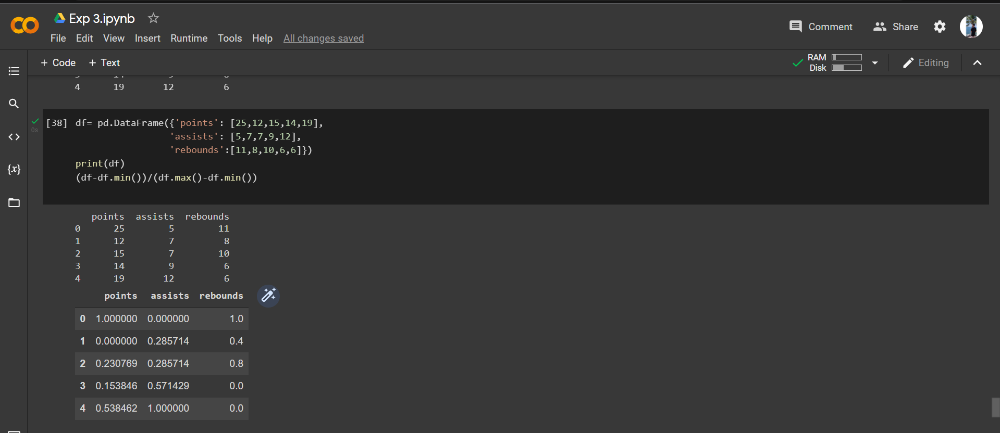 Exp 3.ipynb
Comment Share
File Edit View Insert Runtime Tools Help All changes saved
+ Code + Text
RAM
Disk
Editing
4 19 12 6
[38] df= pd.DataFrame({'points': [25,12,15,14,19],
0s
'assists': [5,7,7,9,12],
'rebounds':[11,8,10,6,6]})
print(df)
(df-df.min())/(df.max()-df.min())
{x}
points assists rebounds
0 25 5 11
1 12 7 8
2 15 7 10
3 14 9 6
4 19 12 6
points assists rebounds
0 1.000000 0.000000 1.0
1 0.000000 0.285714 0.4
2 0.230769 0.285714 0.8
3 0.153846 0.571429 0.0
4 0.538462 1.000000 0.0